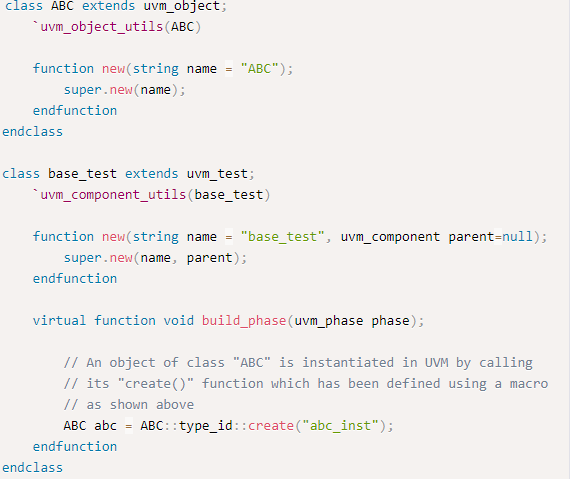 class ABC extends uvm_object;
    `uvm_object_utils(ABC)

    function new(string name = "ABC");
        super.new(name);
    endfunction
endclass

class base_test extends uvm_test;
    `uvm_component_utils(base_test)

    function new(string name = "base_test", uvm_component parent=null);
        super.new(name, parent);
    endfunction

    virtual function void build_phase(uvm_phase phase);

        // An object of class "ABC" is instantiated in UVM by calling
        // its "create()" function which has been defined using a macro
        // as shown above
        ABC abc = ABC::type_id::create("abc_inst");
    endfunction
endclass